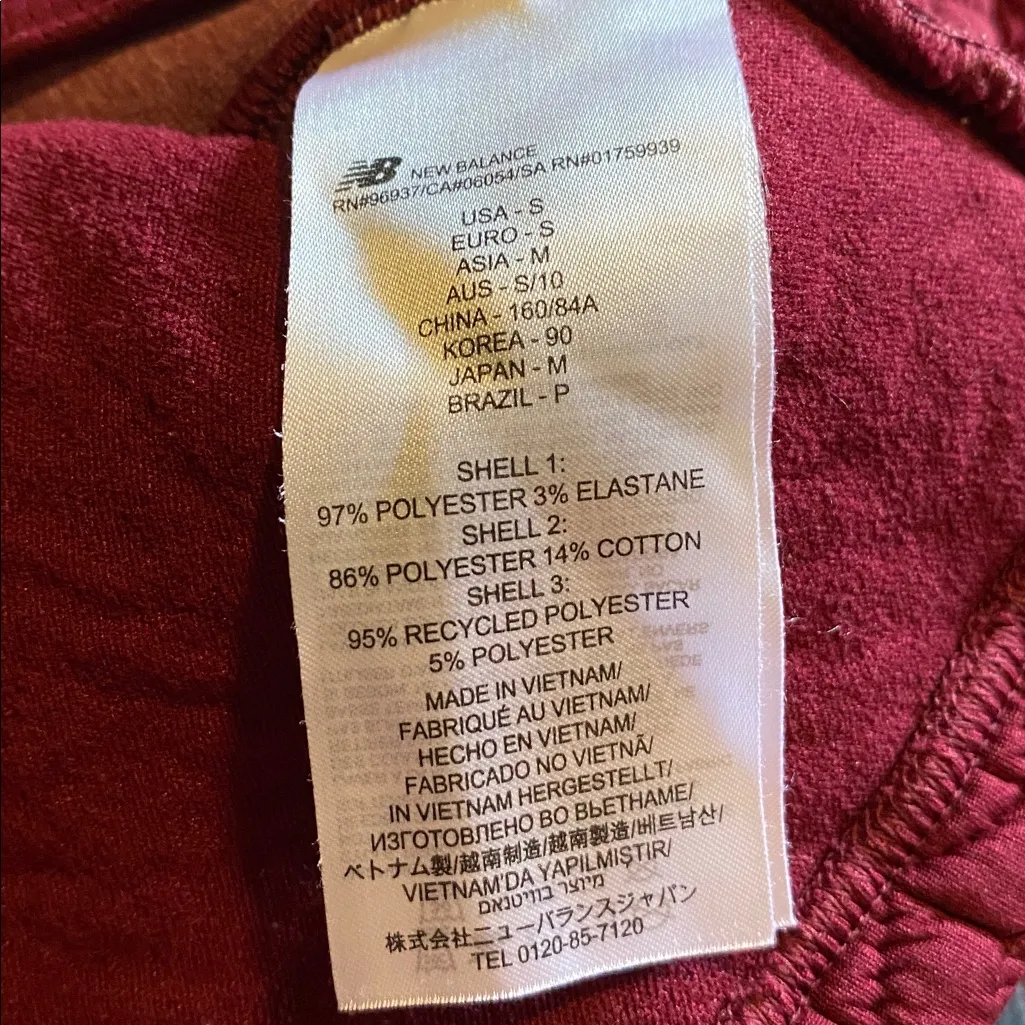 NB NEW BALANCE
RN#96937/CA#06054/SA RN#01759939
USA - S
EURO - S
ASIA - M
AUS - S/10
CHINA - 160/84A
KOREA - 90
JAPAN - M
BRAZIL - P
SHELL 1:
97% POLYESTER 3% ELASTANE
SHELL 2:
86% POLYESTER 14% COTTON
SHELL 3:
95% RECYCLED POLYESTER
5% POLYESTER
MADE IN VIETNAM/
FABRIQUÉ AU VIETNAM/
HECHO EN VIETNAM/
FABRICADO NO VIETNÃ/
IN VIETNAM HERGESTELLT/
ИЗГОТОВЛЕНО ВО ВЬЕТНАМЕ/
ベトナム製/越南制造/越南製造/베트남산/
VIETNAM'DA YAPILMIŞTIR/
מיוצר בווייטנאם
株式会社ニューバランスジャパン
TEL 0120-85-7120